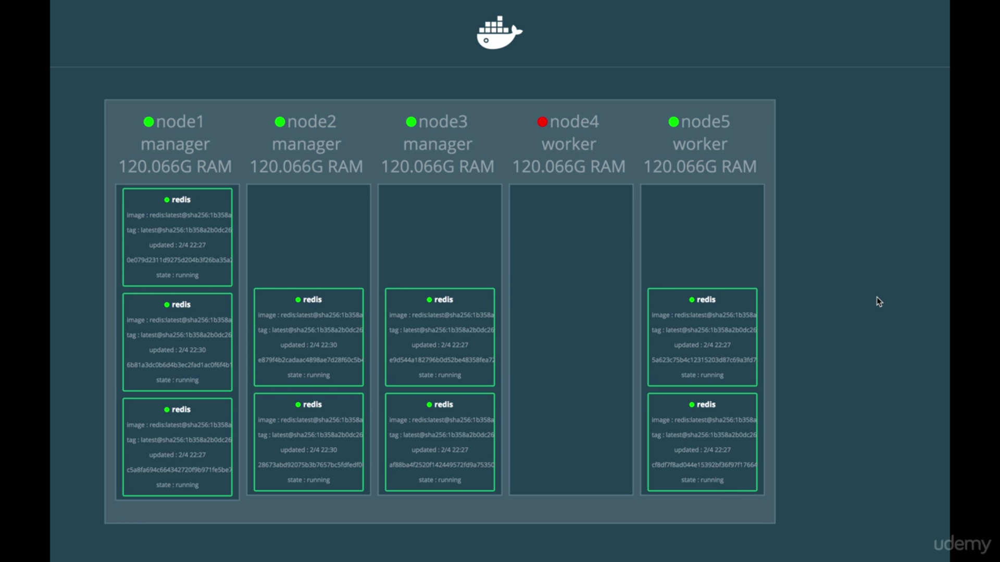 node1
manager
120.066G RAM
redis
image : redis:latest@sha256:1b358a
tag : latest@sha256:1b358a2b0dc26
updated : 2/4 22:27
0e079d2311d9275d204b3f26ba35a2
state : running
redis
image : redis:latest@sha256:1b358a
tag : latest@sha256:1b358a2b0dc26
updated : 2/4 22:30
6b81a3dc0b6d4b3ec2fad1ac0f6f4b1
state : running
redis
image : redis:latest@sha256:1b358a
tag : latest@sha256:1b358a2b0dc26
updated : 2/4 22:27
c5a8fa694c664342720f9b971fe5be7
state : running
node2
manager
120.066G RAM
redis
image : redis:latest@sha256:1b358a
tag : latest@sha256:1b358a2b0dc26
updated : 2/4 22:30
e879f4b2cadaac4898ae7d28f60c5b4
state : running
redis
image : redis:latest@sha256:1b358a
tag : latest@sha256:1b358a2b0dc26
updated : 2/4 22:30
28673abd92075b3b7657bc5fdfedf0
state : running
node3
manager
120.066G RAM
redis
image : redis:latest@sha256:1b358a
tag : latest@sha256:1b358a2b0dc26
updated : 2/4 22:27
e9d544a182796b0d52be48358fea72
state : running
redis
image : redis:latest@sha256:1b358a
tag : latest@sha256:1b358a2b0dc26
updated : 2/4 22:27
af88ba4f2520f142449572fd9a75350
state : running
node4
worker
120.066G RAM
node5
worker
120.066G RAM
redis
image : redis:latest@sha256:1b358a
tag : latest@sha256:1b358a2b0dc26
updated : 2/4 22:27
5a623c75b4c12315203d87c69a3fd7
state : running
redis
image : redis:latest@sha256:1b358a
tag : latest@sha256:1b358a2b0dc26
updated : 2/4 22:27
cf8df7f8ad044e15392bf36f97f17664
state : running
udemy